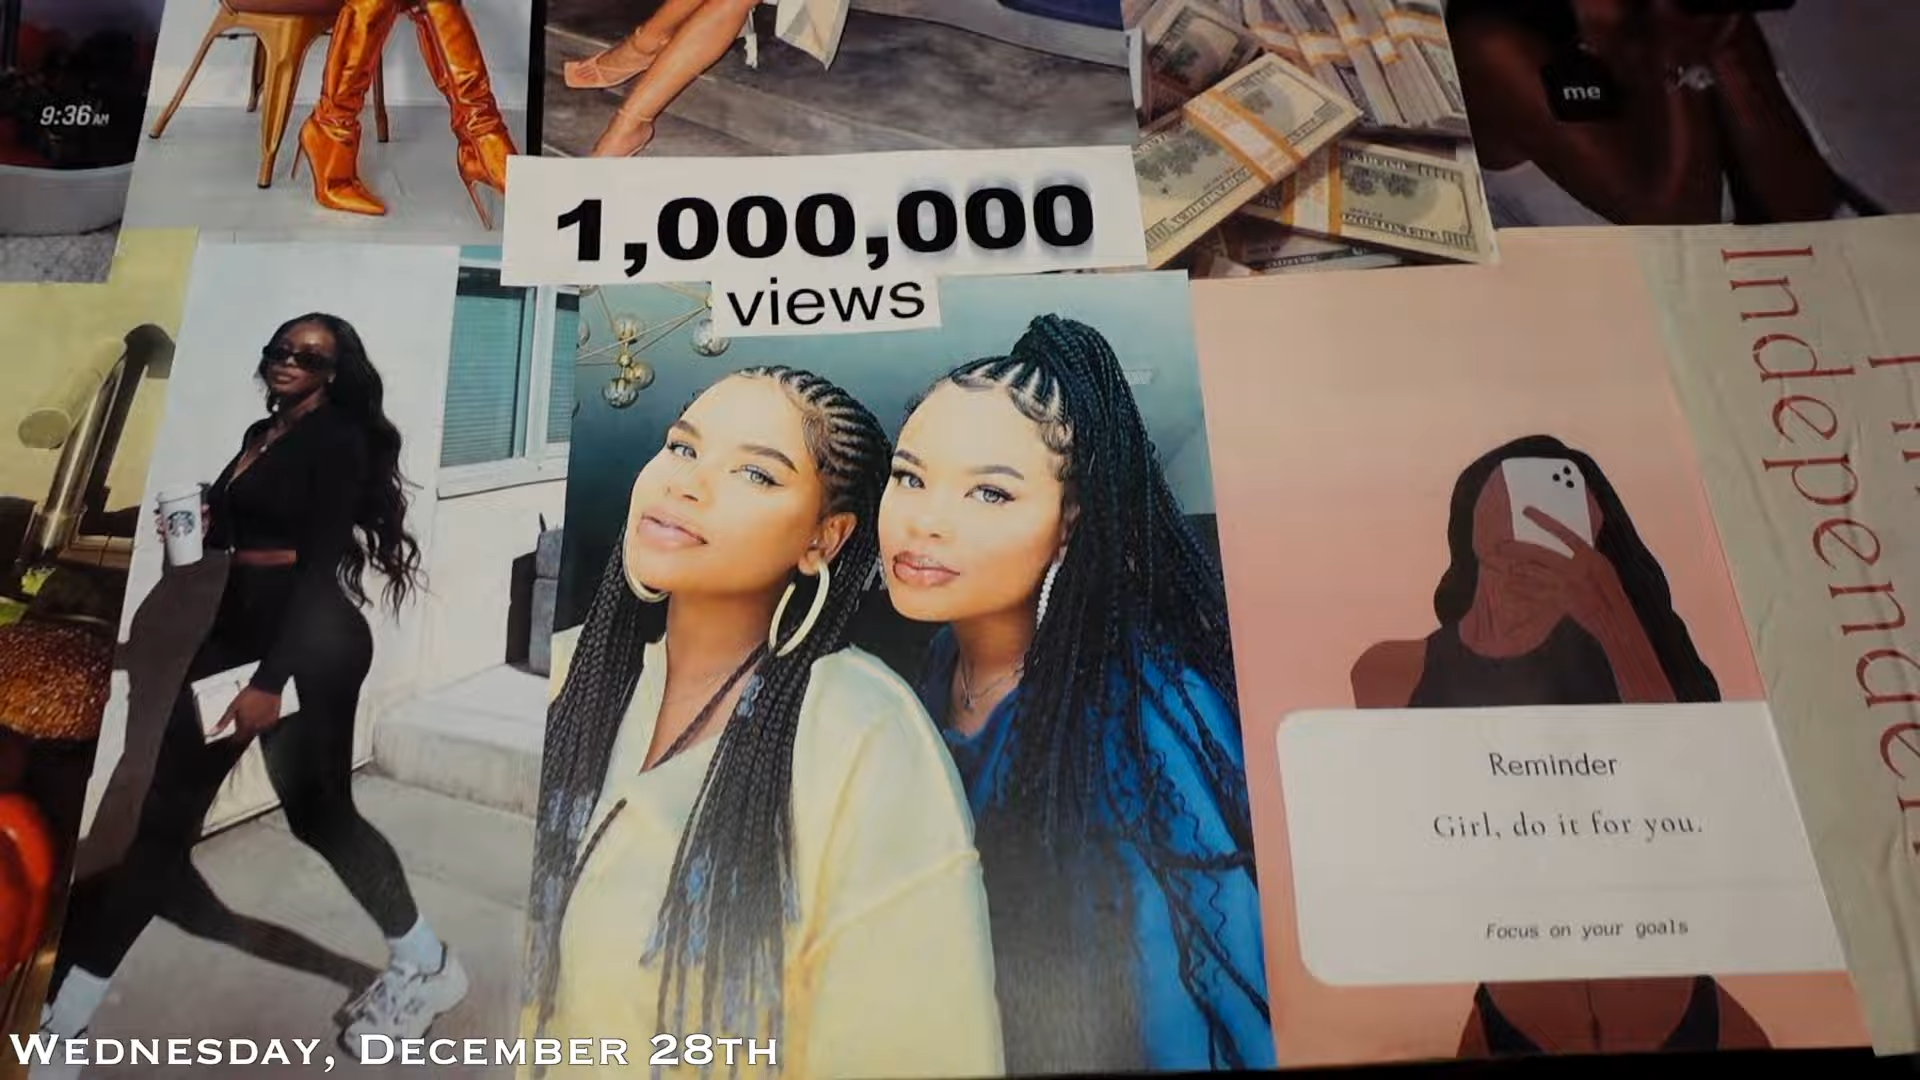 9:36 AM
me
1,000,000
views
Reminder
Girl, do it for you.
Focus on your goals
WEDNESDAY, DECEMBER 28TH